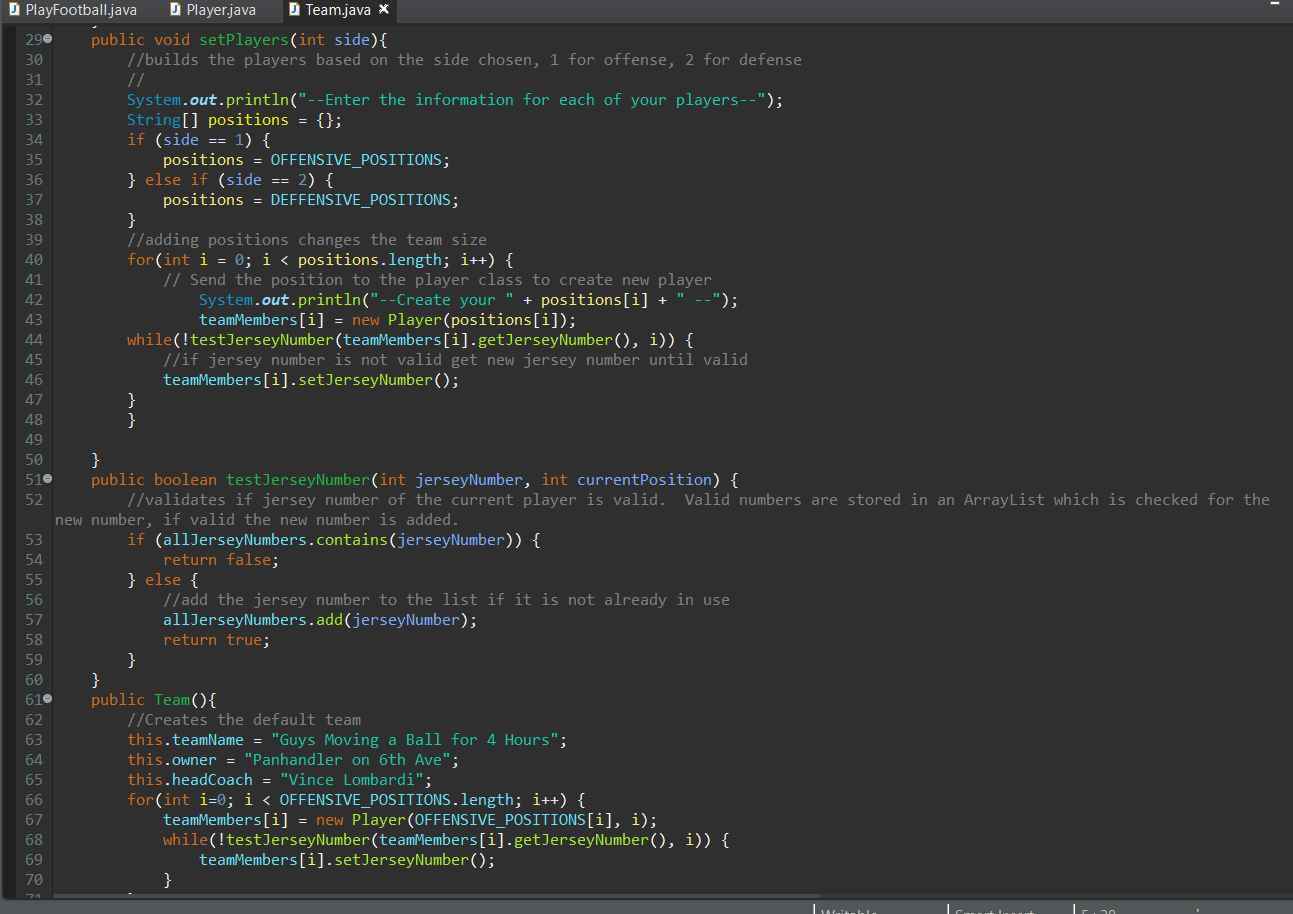 PlayFootball.java Player.java Team.java
29 public void setPlayers(int side){
30 //builds the players based on the side chosen, 1 for offense, 2 for defense
31 //
32 System.out.println("--Enter the information for each of your players--");
33 String[] positions = {};
34 if (side == 1) {
35 positions = OFFENSIVE_POSITIONS;
36 } else if (side == 2) {
37 positions = DEFFENSIVE_POSITIONS;
38 }
39 //adding positions changes the team size
40 for(int i = 0; i < positions.length; i++) {
41 // Send the position to the player class to create new player
42 System.out.println("--Create your " + positions[i] + " --");
43 teamMembers[i] = new Player(positions[i]);
44 while(!testJerseyNumber(teamMembers[i].getJerseyNumber(), i)) {
45 //if jersey number is not valid get new jersey number until valid
46 teamMembers[i].setJerseyNumber();
47 }
48 }
49
50 }
51 public boolean testJerseyNumber(int jerseyNumber, int currentPosition) {
52 //validates if jersey number of the current player is valid.  Valid numbers are stored in an ArrayList which is checked for the
new number, if valid the new number is added.
53 if (allJerseyNumbers.contains(jerseyNumber)) {
54 return false;
55 } else {
56 //add the jersey number to the list if it is not already in use
57 allJerseyNumbers.add(jerseyNumber);
58 return true;
59 }
60 }
61 public Team(){
62 //Creates the default team
63 this.teamName = "Guys Moving a Ball for 4 Hours";
64 this.owner = "Panhandler on 6th Ave";
65 this.headCoach = "Vince Lombardi";
66 for(int i=0; i < OFFENSIVE_POSITIONS.length; i++) {
67 teamMembers[i] = new Player(OFFENSIVE_POSITIONS[i], i);
68 while(!testJerseyNumber(teamMembers[i].getJerseyNumber(), i)) {
69 teamMembers[i].setJerseyNumber();
70 }
71
Writable Smart Insert